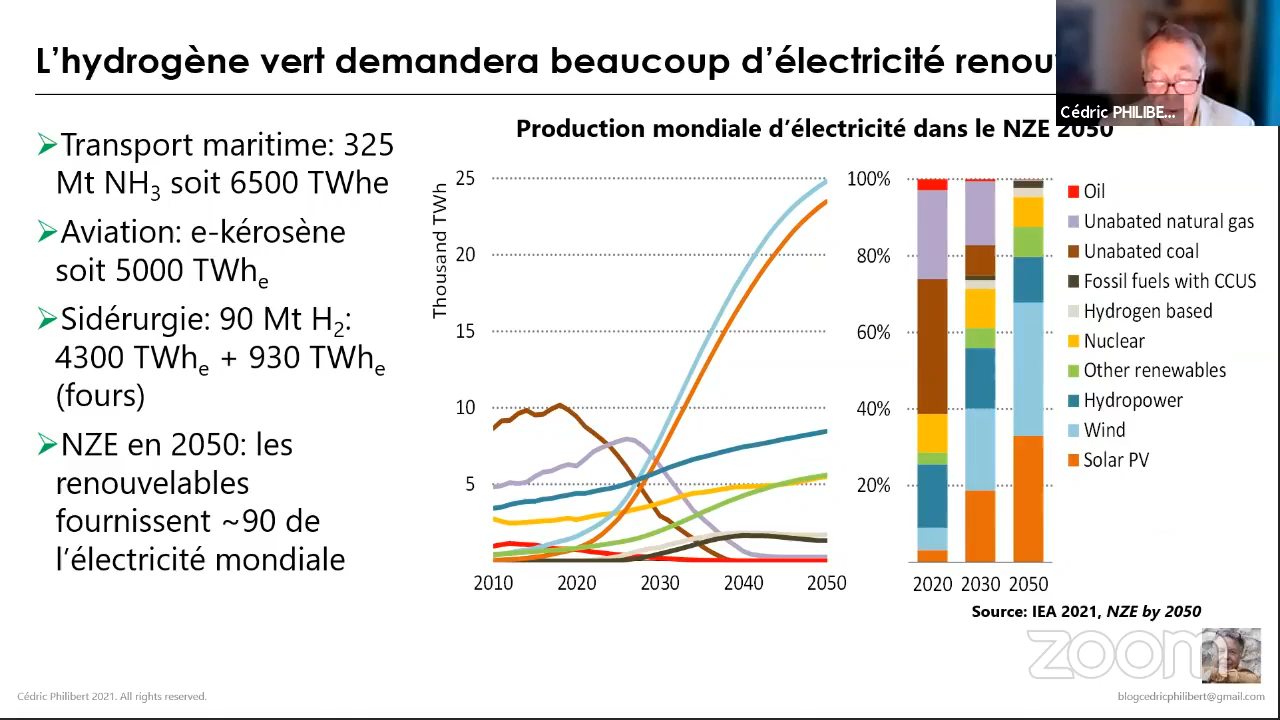 L'hydrogène vert demandera beaucoup d'électricité
Cédric PHILIBE...
➢Transport maritime: 325
Mt NH3 soit 6500 TWhe
➢Aviation: e-kérosène
soit 5000 TWhe
➢Sidérurgie: 90 Mt H2:
4300 TWhe + 930 TWhe
(fours)
➢NZE en 2050: les
renouvelables
fournissent ~90 de
l'électricité mondiale
Production mondiale d'électricité dans le NZE 2050
Thousand TWh
25
20
15
10
5
2010 2020 2030 2040 2050
100%
80%
60%
40%
20%
2020 2030 2050
Oil
Unabated natural gas
Unabated coal
Fossil fuels with CCUS
Hydrogen based
Nuclear
Other renewables
Hydropower
Wind
Solar PV
Source: IEA 2021, NZE by 2050
zoom
Cédric Philibert 2021. All rights reserved.
blogcedricphilibert@gmail.com